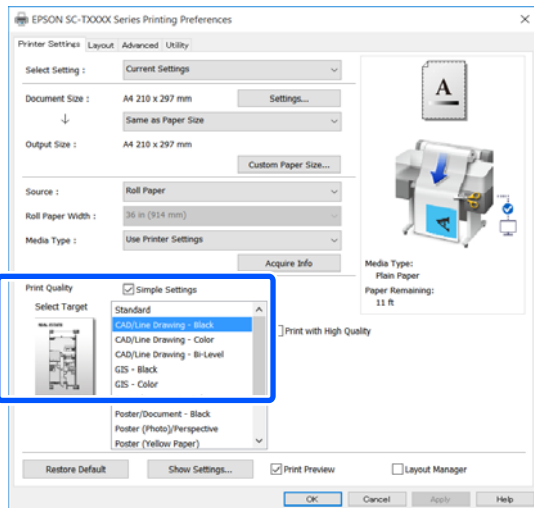 EPSON SC-TXXXX Series Printing Preferences
Printer Settings Layout Advanced Utility
Select Setting : Current Settings
Document Size : A4 210 x 297 mm Settings...
Same as Paper Size
Output Size : A4 210 x 297 mm
Custom Paper Size...
Source : Roll Paper
Roll Paper Width : 36 in (914 mm)
Media Type : Use Printer Settings
Acquire Info
A
Media Type:
Plain Paper
Paper Remaining:
11 ft
Print Quality Simple Settings
Select Target
Standard
CAD/Line Drawing - Black
CAD/Line Drawing - Color
CAD/Line Drawing - Bi-Level
GIS - Black
GIS - Color
Print with High Quality
Poster/Document - Black
Poster (Photo)/Perspective
Poster (Yellow Paper)
Restore Default Show Settings... Print Preview Layout Manager
OK Cancel Apply Help